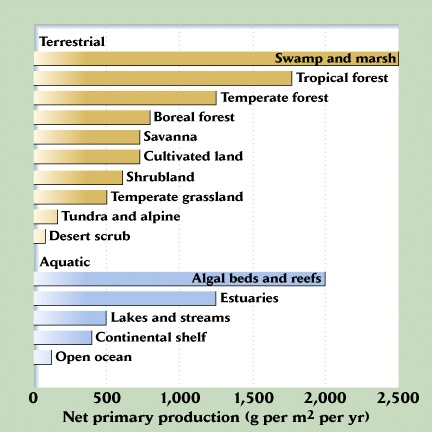 Terrestrial
Swamp and marsh
Tropical forest
Temperate forest
Boreal forest
Savanna
Cultivated land
Shrubland
Temperate grassland
Tundra and alpine
Desert scrub
Aquatic
Algal beds and reefs
Estuaries
Lakes and streams
Continental shelf
Open ocean
0 500 1,000 1,500 2,000 2,500
Net primary production (g per m² per yr)